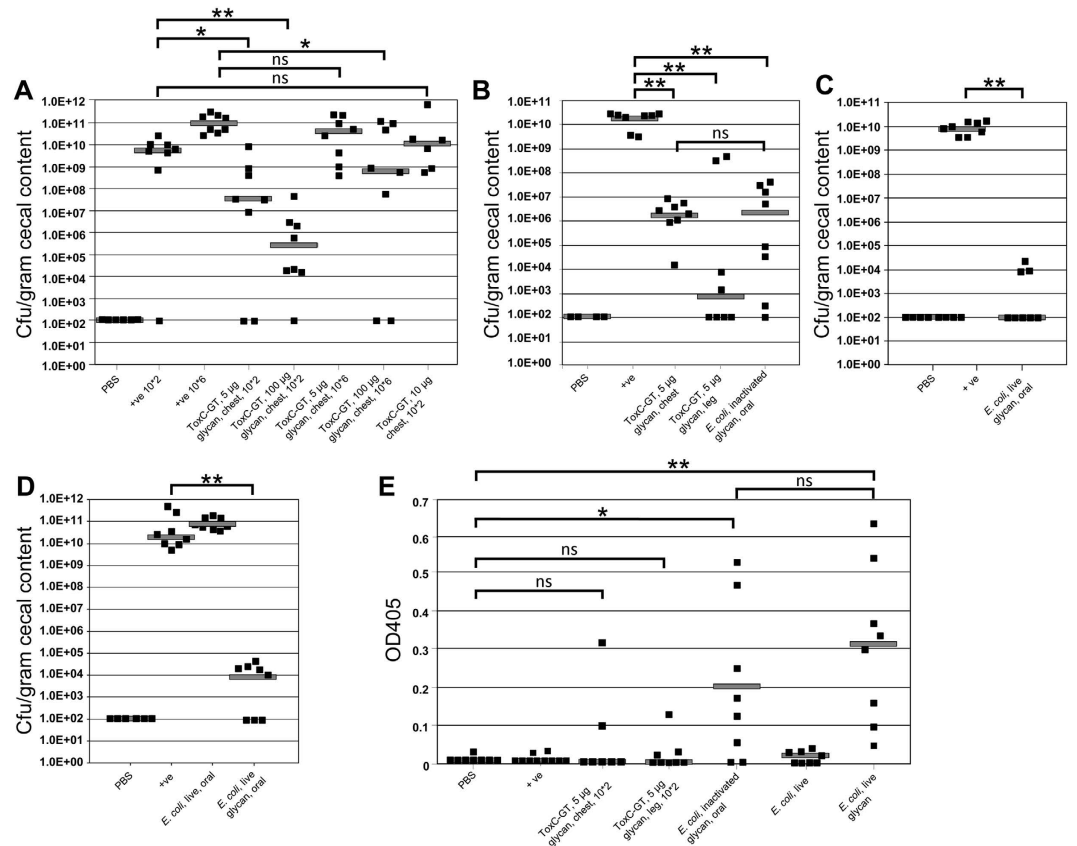 **
*
*
ns
ns
A
Cfu/gram cecal content
1.0E+12
1.0E+11
1.0E+10
1.0E+09
1.0E+08
1.0E+07
1.0E+06
1.0E+05
1.0E+04
1.0E+03
1.0E+02
1.0E+01
1.0E+00
PBS
+ve 10*2
+ve 10*6
ToxC-GT, 5 µg
glycan, chest, 10*2
ToxC-GT, 100 µg
glycan, chest, 10*2
ToxC-GT, 5 µg
glycan, chest, 10*6
ToxC-GT, 100 µg
glycan, chest, 10*6
ToxC-GT, 10 µg
chest, 10*2
B
**
**
**
ns
Cfu/gram cecal content
1.0E+11
1.0E+10
1.0E+09
1.0E+08
1.0E+07
1.0E+06
1.0E+05
1.0E+04
1.0E+03
1.0E+02
1.0E+01
1.0E+00
PBS
+ve
ToxC-GT, 5 µg
glycan, chest
ToxC-GT, 5 µg
glycan, leg
E. coli, inactivated
glycan, oral
C
**
Cfu/gram cecal content
1.0E+11
1.0E+10
1.0E+09
1.0E+08
1.0E+07
1.0E+06
1.0E+05
1.0E+04
1.0E+03
1.0E+02
1.0E+01
1.0E+00
PBS
+ ve
E. coli, live
glycan, oral
D
**
Cfu/gram cecal content
1.0E+12
1.0E+11
1.0E+10
1.0E+09
1.0E+08
1.0E+07
1.0E+06
1.0E+05
1.0E+04
1.0E+03
1.0E+02
1.0E+01
1.0E+00
PBS
+ve
E. coli, live, oral
E. coli, live
glycan, oral
E
**
ns
*
ns
ns
OD405
0.7
0.6
0.5
0.4
0.3
0.2
0.1
0
PBS
+ ve
ToxC-GT, 5 µg
glycan, chest, 10*2
ToxC-GT, 5 µg
glycan, leg, 10*2
E. coli, inactivated
glycan, oral
E. coli, live
E. coli, live
glycan